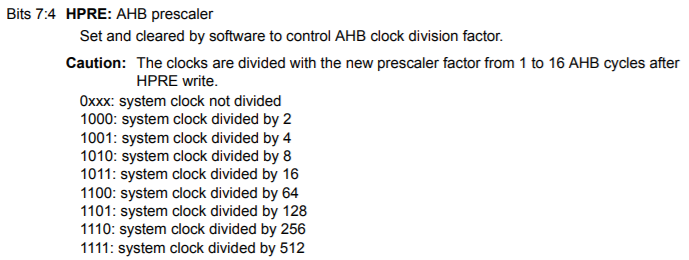 Bits 7:4 HPRE: AHB prescaler
Set and cleared by software to control AHB clock division factor.
Caution: The clocks are divided with the new prescaler factor from 1 to 16 AHB cycles after
HPRE write.
0xxx: system clock not divided
1000: system clock divided by 2
1001: system clock divided by 4
1010: system clock divided by 8
1011: system clock divided by 16
1100: system clock divided by 64
1101: system clock divided by 128
1110: system clock divided by 256
1111: system clock divided by 512